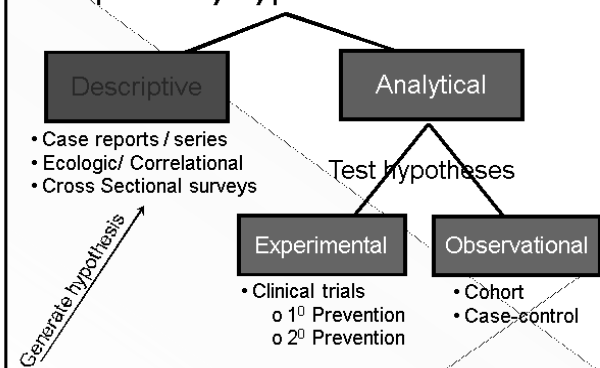 Descriptive
Analytical
• Case reports / series
• Ecologic/ Correlational
• Cross Sectional surveys
Test hypotheses
Generate hypothesis
Experimental
Observational
• Clinical trials
o 1⁰ Prevention
o 2⁰ Prevention
• Cohort
• Case-control